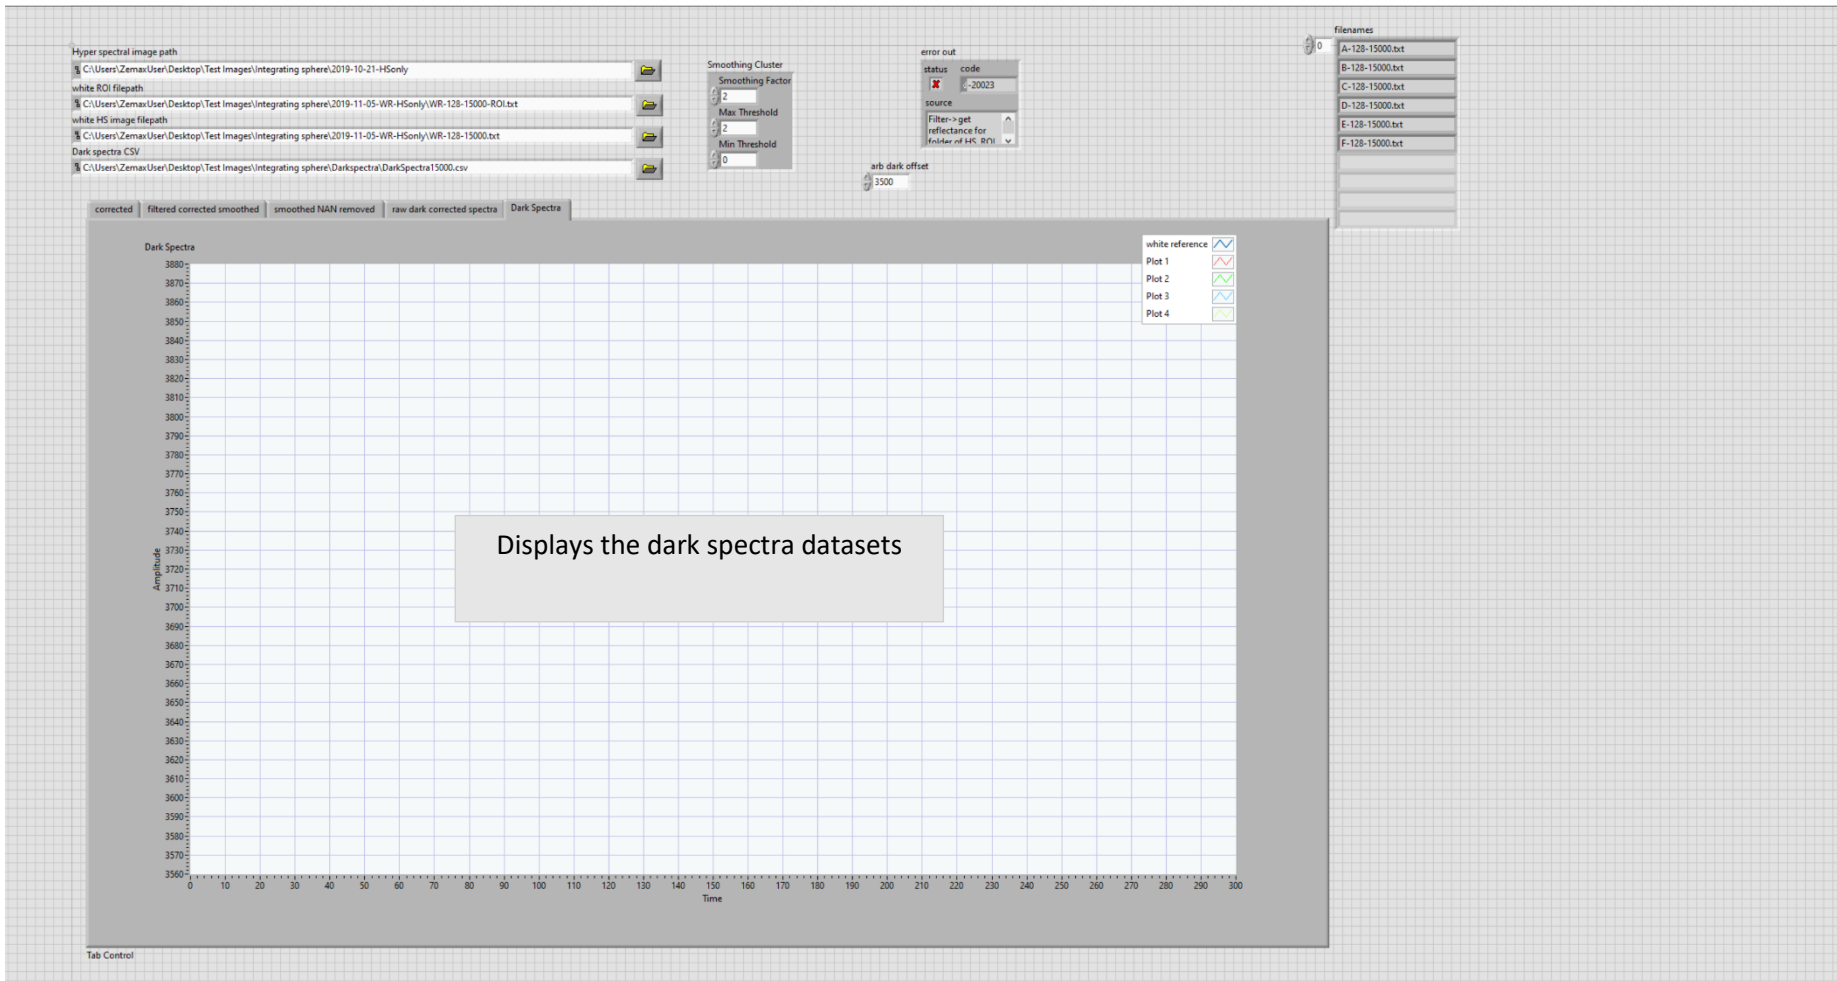 Hyper spectral image path
C:\Users\ZemaxUser\Desktop\Test Images\Integrating sphere\2019-10-21-HSonly
white ROI filepath
C:\Users\ZemaxUser\Desktop\Test Images\Integrating sphere\2019-11-05-WR-HSonly\WR-128-15000-ROI.txt
white HS image filepath
C:\Users\ZemaxUser\Desktop\Test Images\Integrating sphere\2019-11-05-WR-HSonly\WR-128-15000.txt
Dark spectra CSV
C:\Users\ZemaxUser\Desktop\Test Images\Integrating sphere\Darkspectra\DarkSpectra15000.csv
Smoothing Cluster
Smoothing Factor
2
Max Threshold
2
Min Threshold
0
error out
status code
-20023
source
Filter->get
reflectance for
folder of HS ROI
arb dark offset
3500
filenames
0
A-128-15000.txt
B-128-15000.txt
C-128-15000.txt
D-128-15000.txt
E-128-15000.txt
F-128-15000.txt
corrected filtered corrected smoothed smoothed NAN removed raw dark corrected spectra Dark Spectra
Dark Spectra
white reference
Plot 1
Plot 2
Plot 3
Plot 4
3880
3870
3860
3850
3840
3830
3820
3810
3800
3790
3780
3770
3760
3750
3740
3730
3720
3710
3700
3690
3680
3670
3660
3650
3640
3630
3620
3610
3600
3590
3580
3570
3560
Amplitude
Displays the dark spectra datasets
0 10 20 30 40 50 60 70 80 90 100 110 120 130 140 150 160 170 180 190 200 210 220 230 240 250 260 270 280 290 300
Time
Tab Control